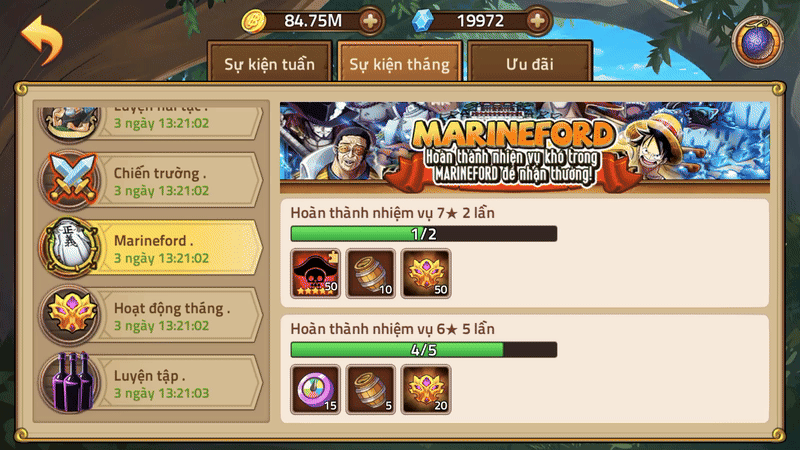 84.75M
19972
Sự kiện tuần
Sự kiện tháng
Ưu đãi
3 ngày 13:21:02
Chiến trường .
3 ngày 13:21:02
Marineford .
3 ngày 13:21:02
Hoạt động tháng .
3 ngày 13:21:02
Luyện tập .
3 ngày 13:21:03
MARINEFORD
Hoàn thành nhiện vụ khó trong
MARINEFORD để nhận thưởng!
Hoàn thành nhiệm vụ 7★ 2 lần
1/2
50
10
50
Hoàn thành nhiệm vụ 6★ 5 lần
4/5
15
5
20